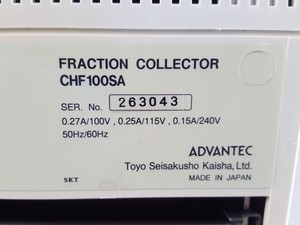 FRACTION COLLECTOR
CHF100SA
SER. No. 263043
0.27A/100V, 0.25A/115V, 0.15A/240V
50Hz/60Hz
ADVANTEC
Toyo Seisakusho Kaisha, Ltd.
SKT MADE IN JAPAN